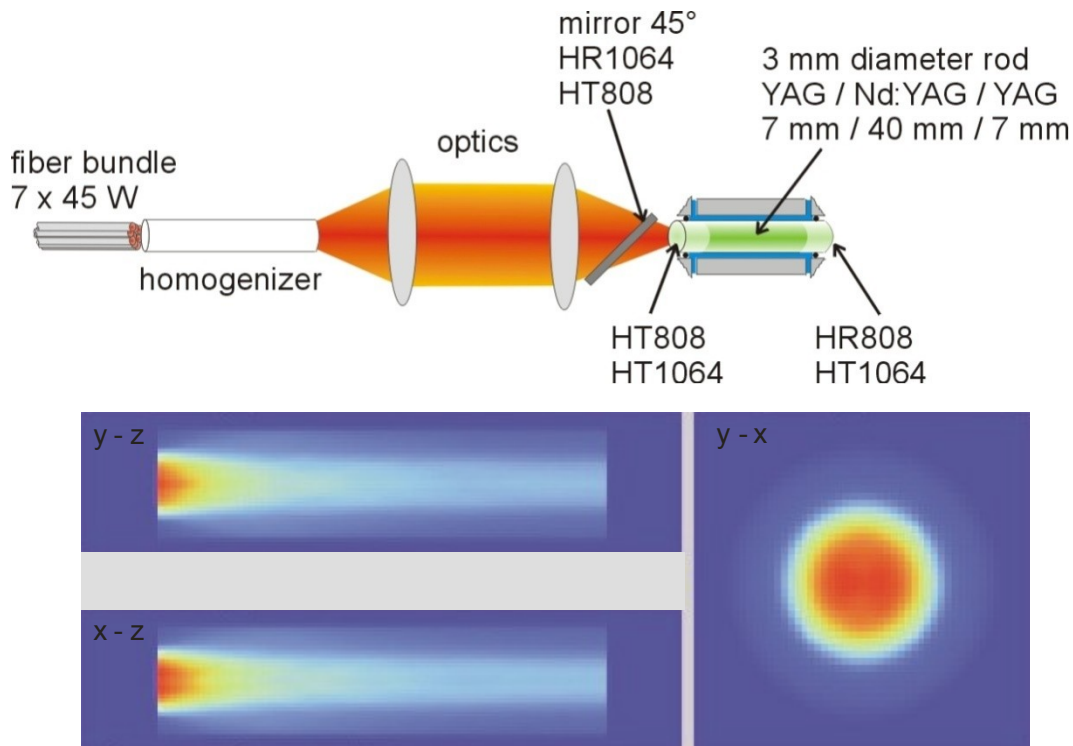 mirror 45°
HR1064
HT808
3 mm diameter rod
YAG / Nd:YAG / YAG
7 mm / 40 mm / 7 mm
optics
fiber bundle
7 x 45 W
homogenizer
HT808
HT1064
HR808
HT1064
y - z
y - x
x - z